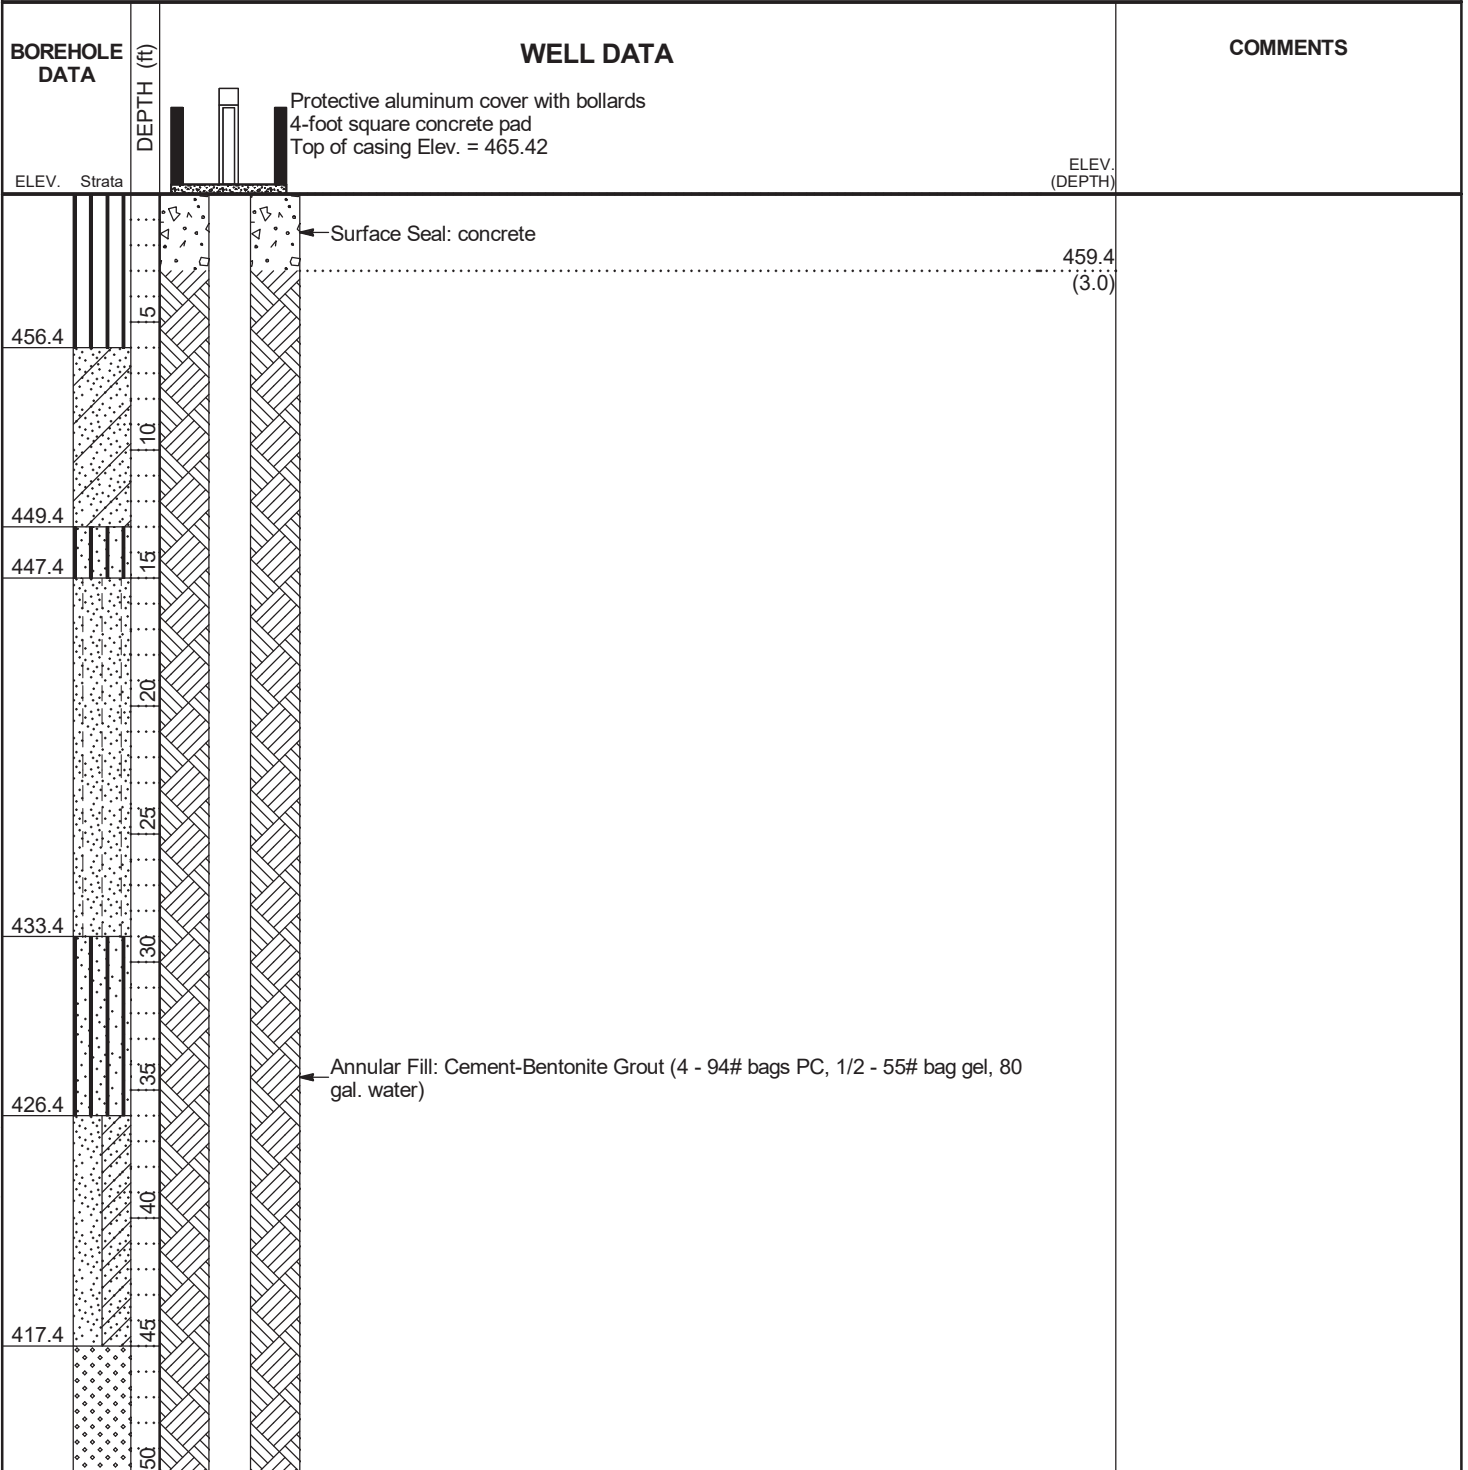 BOREHOLE
DATA
DEPTH (ft)
WELL DATA
COMMENTS
Protective aluminum cover with bollards
4-foot square concrete pad
Top of casing Elev. = 465.42
ELEV.
(DEPTH)
ELEV. Strata
Surface Seal: concrete
459.4
(3.0)
5
456.4
10
449.4
15
447.4
20
25
433.4
30
Annular Fill: Cement-Bentonite Grout (4 - 94# bags PC, 1/2 - 55# bag gel, 80
gal. water)
35
426.4
40
45
417.4
50